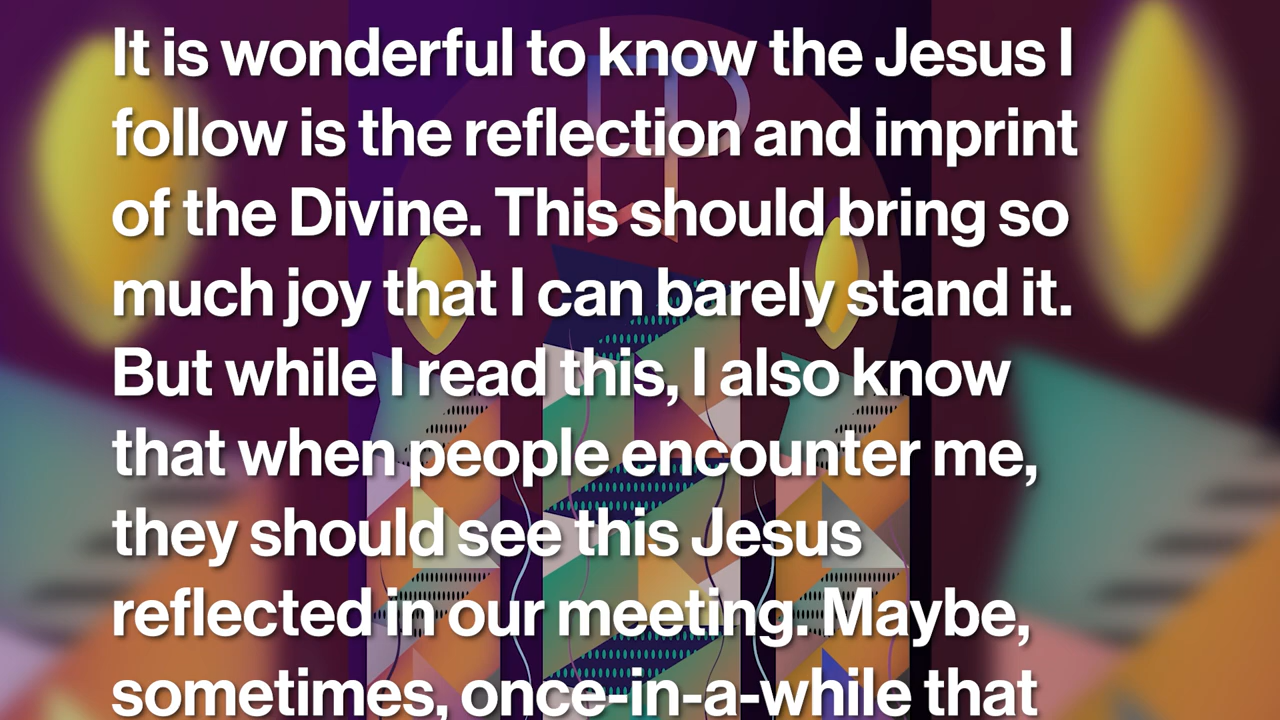 It is wonderful to know the Jesus I
follow is the reflection and imprint
of the Divine. This should bring so
much joy that I can barely stand it.
But while I read this, I also know
that when people encounter me,
they should see this Jesus
reflected in our meeting. Maybe,
sometimes, once-in-a-while that